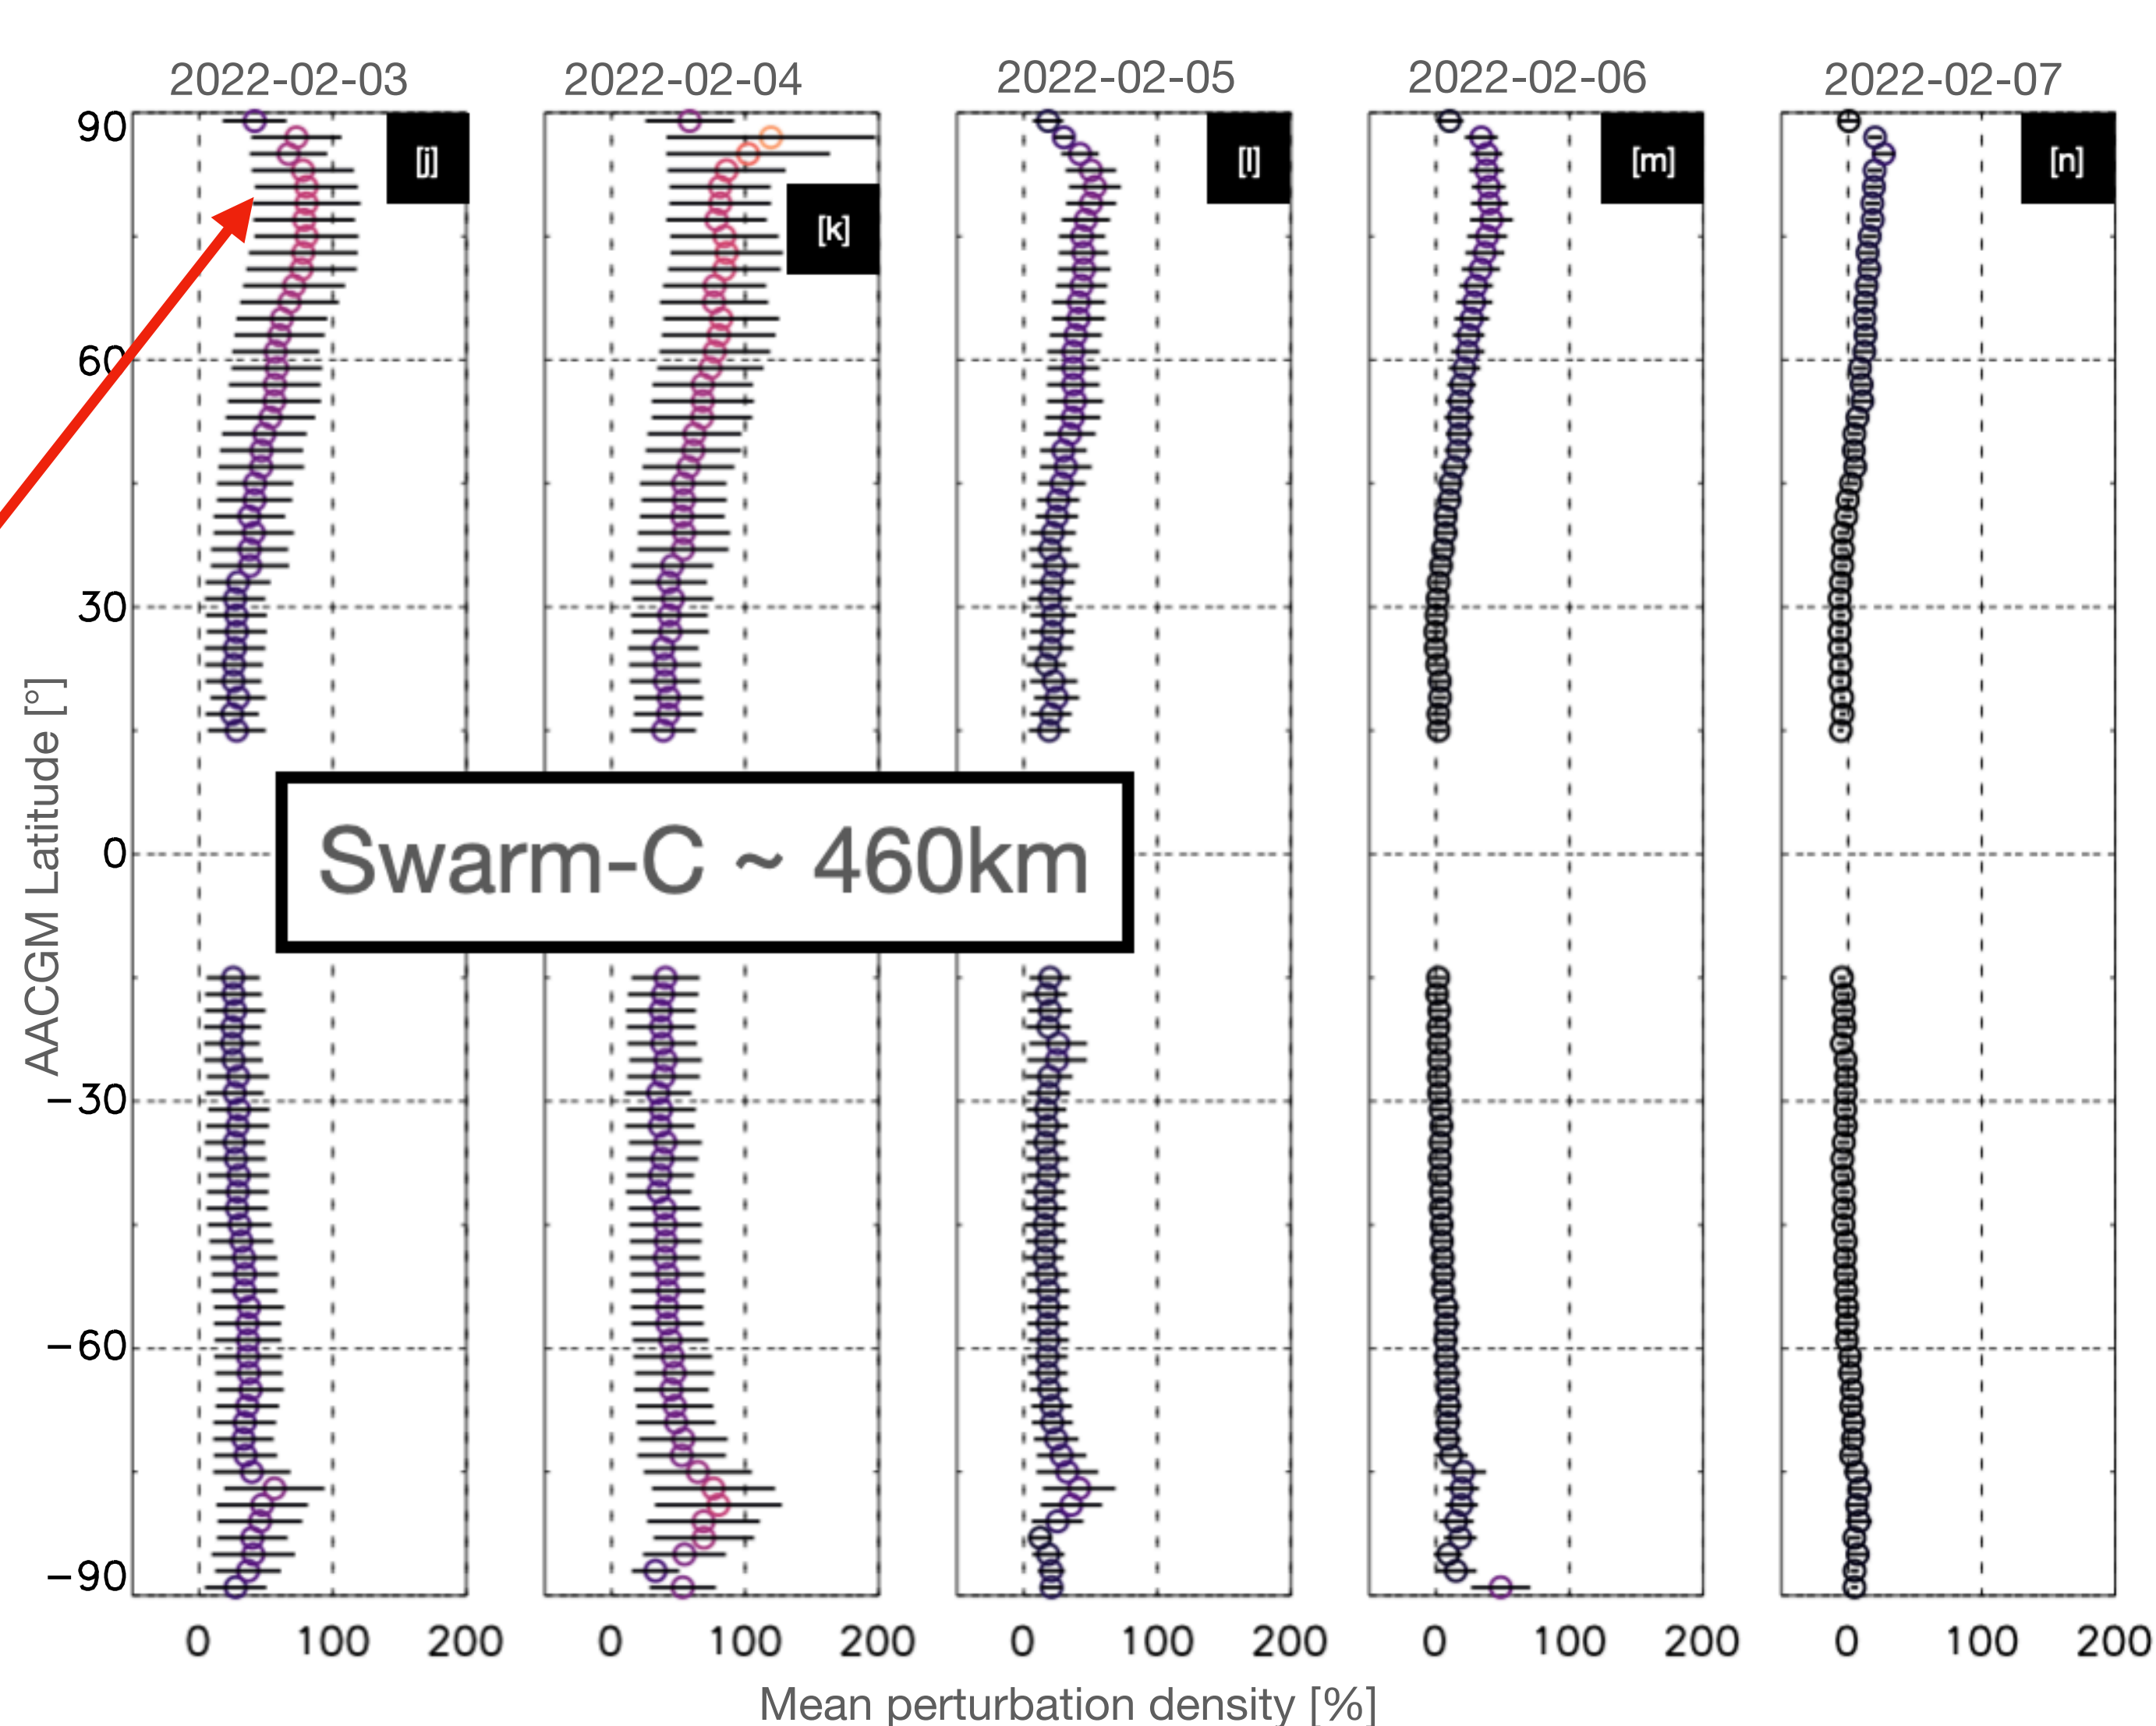 2022-02-03 2022-02-04 2022-02-05 2022-02-06 2022-02-07
[j] [k] [l] [m] [n]
90
60
30
0
−30
−60
−90
AACGM Latitude [°]
Swarm-C ~ 460km
0 100 200 0 100 200 0 100 200 0 100 200 0 100 200
Mean perturbation density [%]